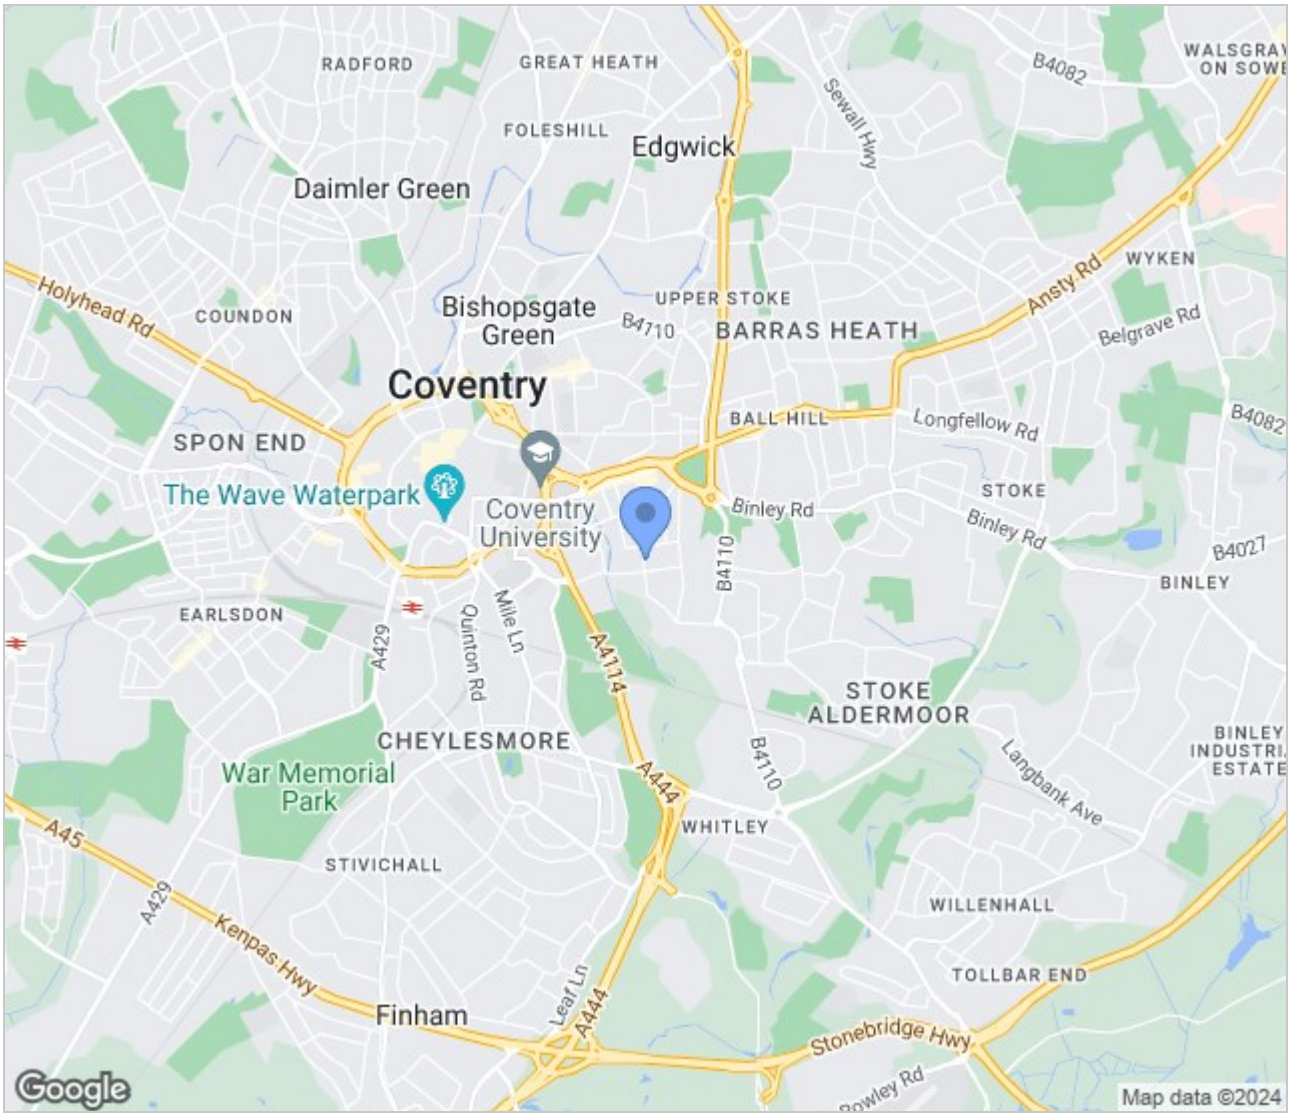 RADFORD
GREAT HEATH
B4082
WALSGRAV
ON SOWE
Sewall Hwy
FOLESHILL
Edgwick
Daimler Green
WYKEN
Ansty Rd
Holyhead Rd
COUNDON
Bishopsgate
Green
UPPER STOKE
B4710
BARRAS HEATH
Belgrave Rd
Coventry
BALL HILL
Longfellow Rd
B4082
SPON END
The Wave Waterpark
Coventry
University
STOKE
Binley Rd
Binley Rd
B4027
B4110
BINLEY
EARLSDON
A429
Quinton Rd
Mile Ln
A4114
STOKE
ALDERMOOR
CHEYLESMORE
BINLEY
INDUSTRI
ESTATE
War Memorial
Park
A444
B4110
Langbank Ave
WHITLEY
A45
STIVICHALL
A429
WILLENHALL
Kenpas Hwy
TOLLBAR END
Leaf Ln
A444
Finham
Stonebridge Hwy
Rowley Rd
Google
Map data ©2024